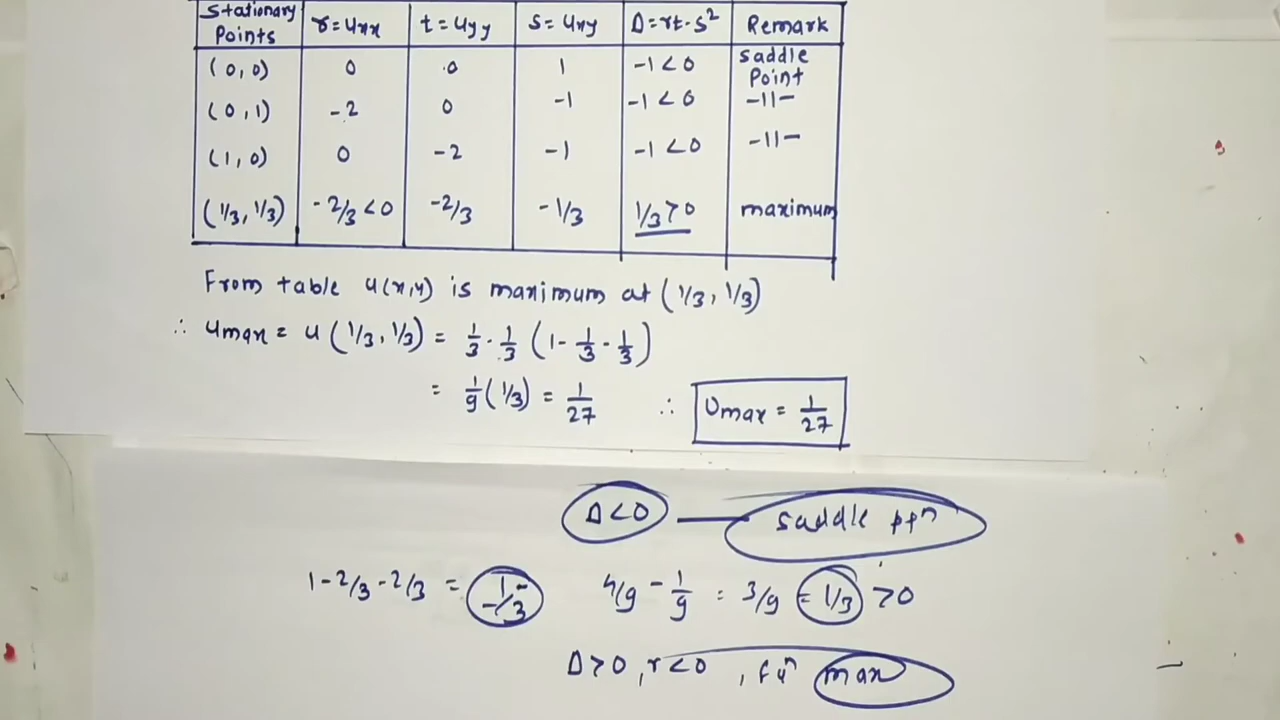 Stationary Points r = uxx t = uyy s = uxy Δ = rt - s²  Remark
(0,0) 0 0 1 -1<0 saddle Point
(0,1) -2 0 -1 -1<0 -11-
(1,0) 0 -2 -1 -1<0 -11-
(1/3, 1/3) -2/3<0 -2/3 -1/3 1/3>0 maximum
From table u(x,y) is maximum at (1/3, 1/3)
∴ umax = u(1/3, 1/3) = 1/3 · 1/3 (1 - 1/3 - 1/3)
= 1/9 (1/3) = 1/27 ∴ Umax = 1/27
Δ<0 — saddle ppn
1 - 2/3 - 2/3 = -1/3 4/9 - 1/9 = 3/9 = 1/3 >0
Δ>0, r<0, fun max